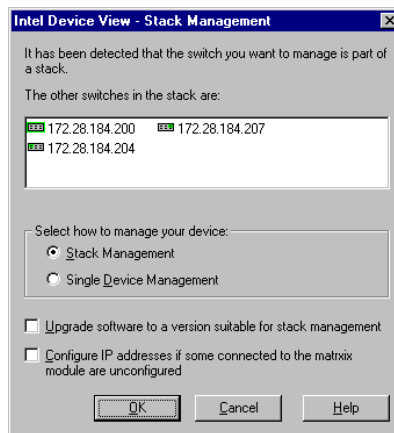 Intel Device View - Stack Management
It has been detected that the switch you want to manage is part of
a stack.
The other switches in the stack are:
172.28.184.200 172.28.184.207
172.28.184.204
Select how to manage your device:
Stack Management
Single Device Management
Upgrade software to a version suitable for stack management
Configure IP addresses if some connected to the matrxix
module are unconfigured
OK Cancel Help